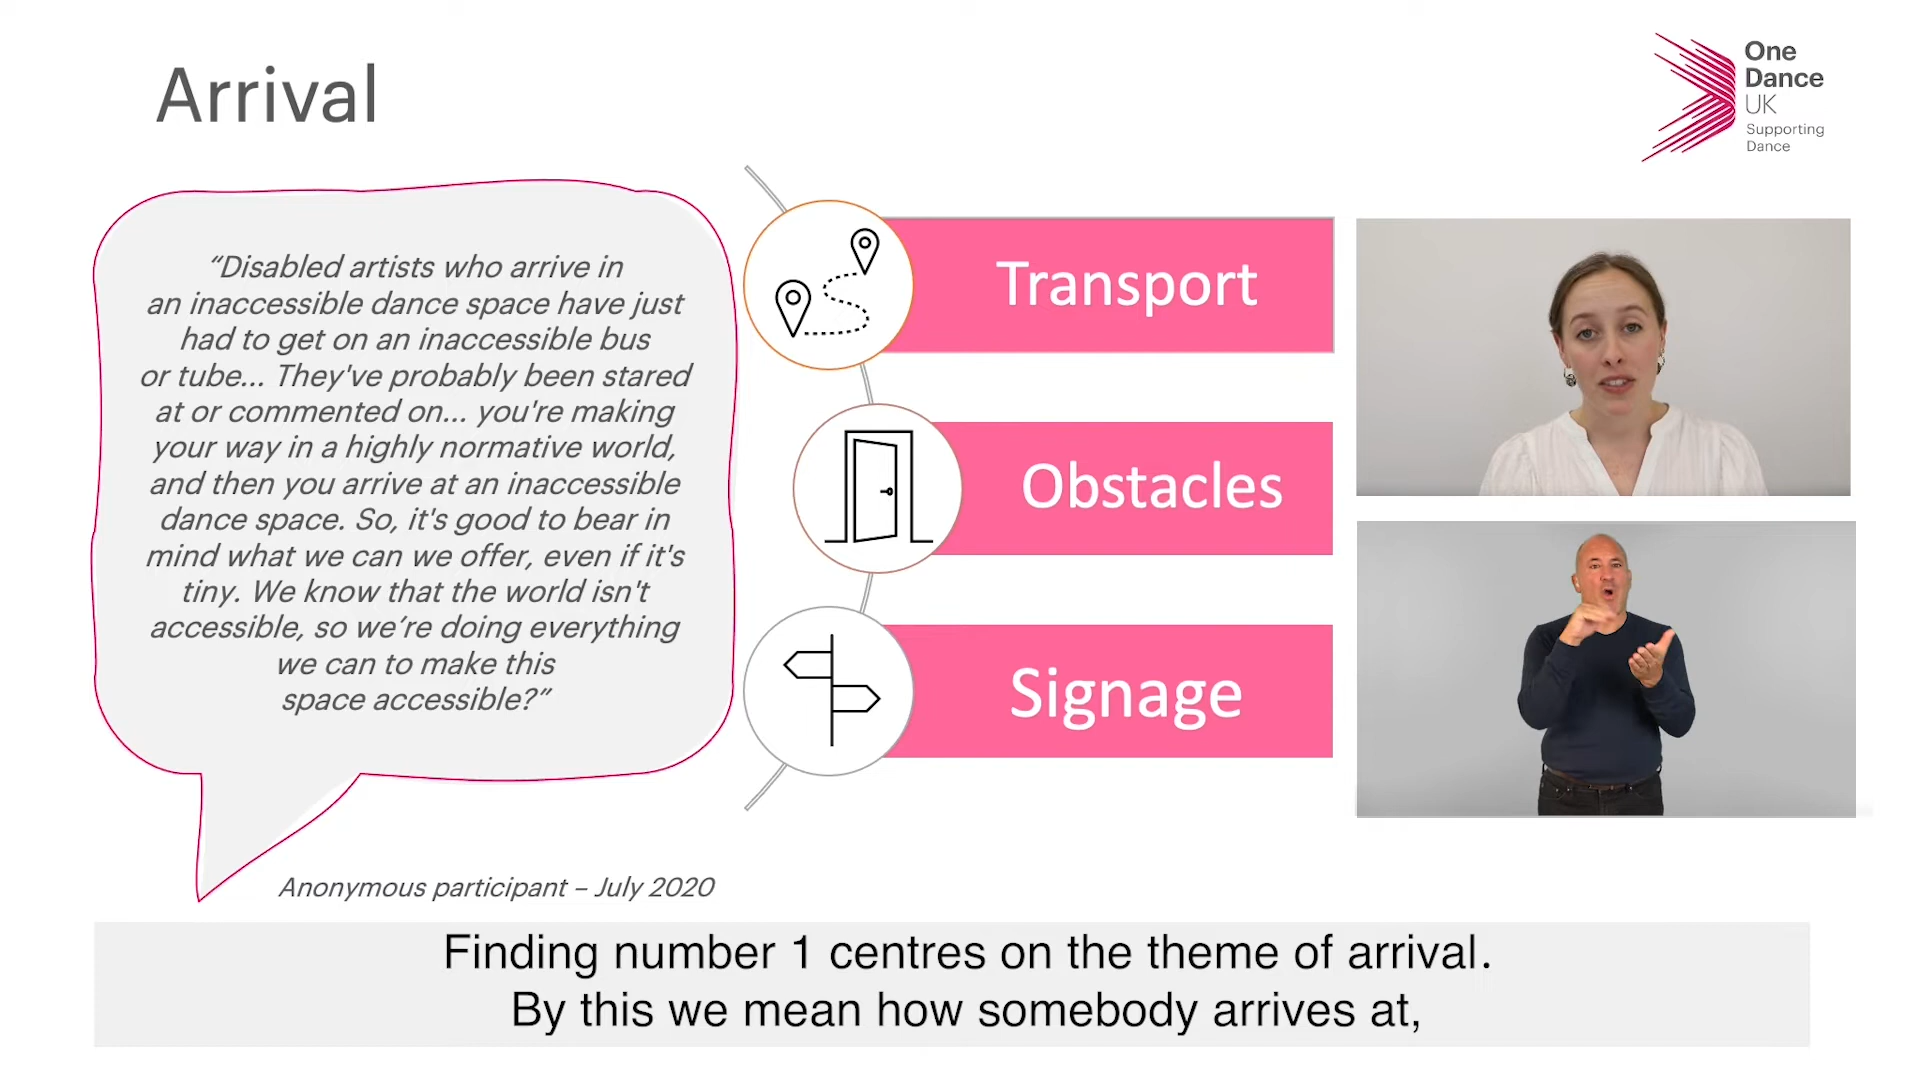 Arrival
One
Dance
UK
Supporting
Dance
“Disabled artists who arrive in
an inaccessible dance space have just
had to get on an inaccessible bus
or tube... They've probably been stared
at or commented on... you're making
your way in a highly normative world,
and then you arrive at an inaccessible
dance space. So, it's good to bear in
mind what we can we offer, even if it's
tiny. We know that the world isn't
accessible, so we’re doing everything
we can to make this
space accessible?”
Anonymous participant – July 2020
Transport
Obstacles
Signage
Finding number 1 centres on the theme of arrival.
By this we mean how somebody arrives at,